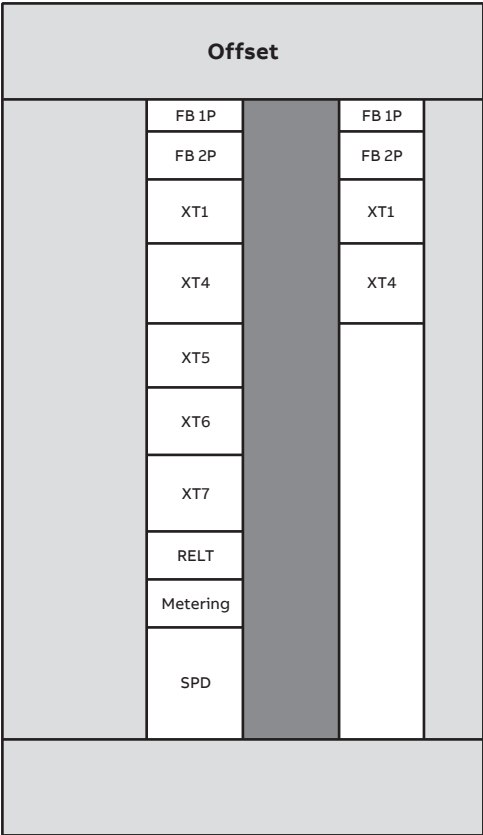 Offset
FB 1P
FB 2P
XT1
XT4
XT5
XT6
XT7
RELT
Metering
SPD
FB 1P
FB 2P
XT1
XT4